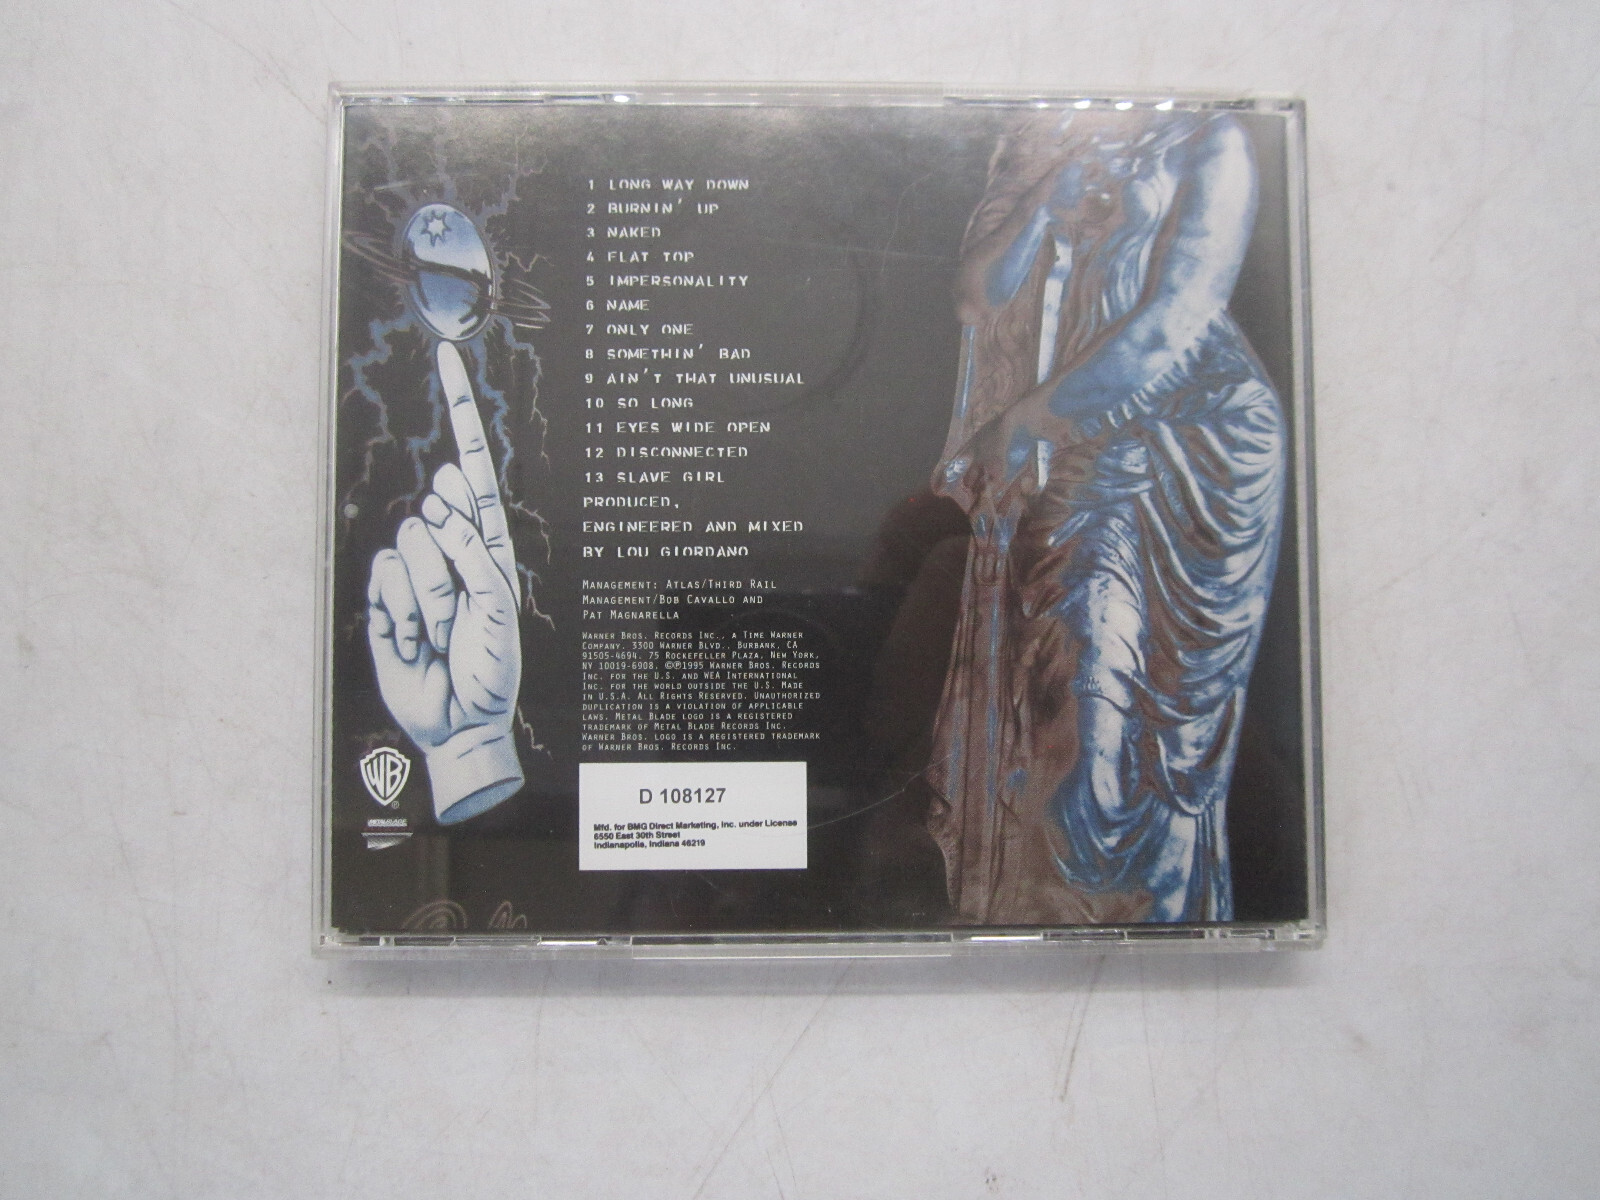 1 LONG WAY DOWN
2 BURNIN' UP
3 NAKED
4 FLAT TOP
5 IMPERSONALITY
6 NAME
7 ONLY ONE
8 SOMETHIN' BAD
9 AIN'T THAT UNUSUAL
10 SO LONG
11 EYES WIDE OPEN
12 DISCONNECTED
13 SLAVE GIRL
PRODUCED,
ENGINEERED AND MIXED
BY LOU GIORDANO
MANAGEMENT: ATLAS/THIRD RAIL
MANAGEMENT/BOB CAVALLO AND
PAT MAGNARELLA
WARNER BROS. RECORDS INC., A TIME WARNER
COMPANY. 3300 WARNER BLVD., BURBANK, CA
91505-4694. 75 ROCKEFELLER PLAZA, NEW YORK,
NY 10019-6908. ©℗1995 WARNER BROS. RECORDS
INC. FOR THE U.S. AND WEA INTERNATIONAL
INC. FOR THE WORLD OUTSIDE THE U.S. MADE
IN U.S.A. ALL RIGHTS RESERVED. UNAUTHORIZED
DUPLICATION IS A VIOLATION OF APPLICABLE
LAWS. METAL BLADE LOGO IS A REGISTERED
TRADEMARK OF METAL BLADE RECORDS INC.
WARNER BROS. LOGO IS A REGISTERED TRADEMARK
OF WARNER BROS. RECORDS INC.
WB
®
METAL BLADE
D 108127
Mfd. for BMG Direct Marketing, Inc. under License
6550 East 30th Street
Indianapolis, Indiana 46219